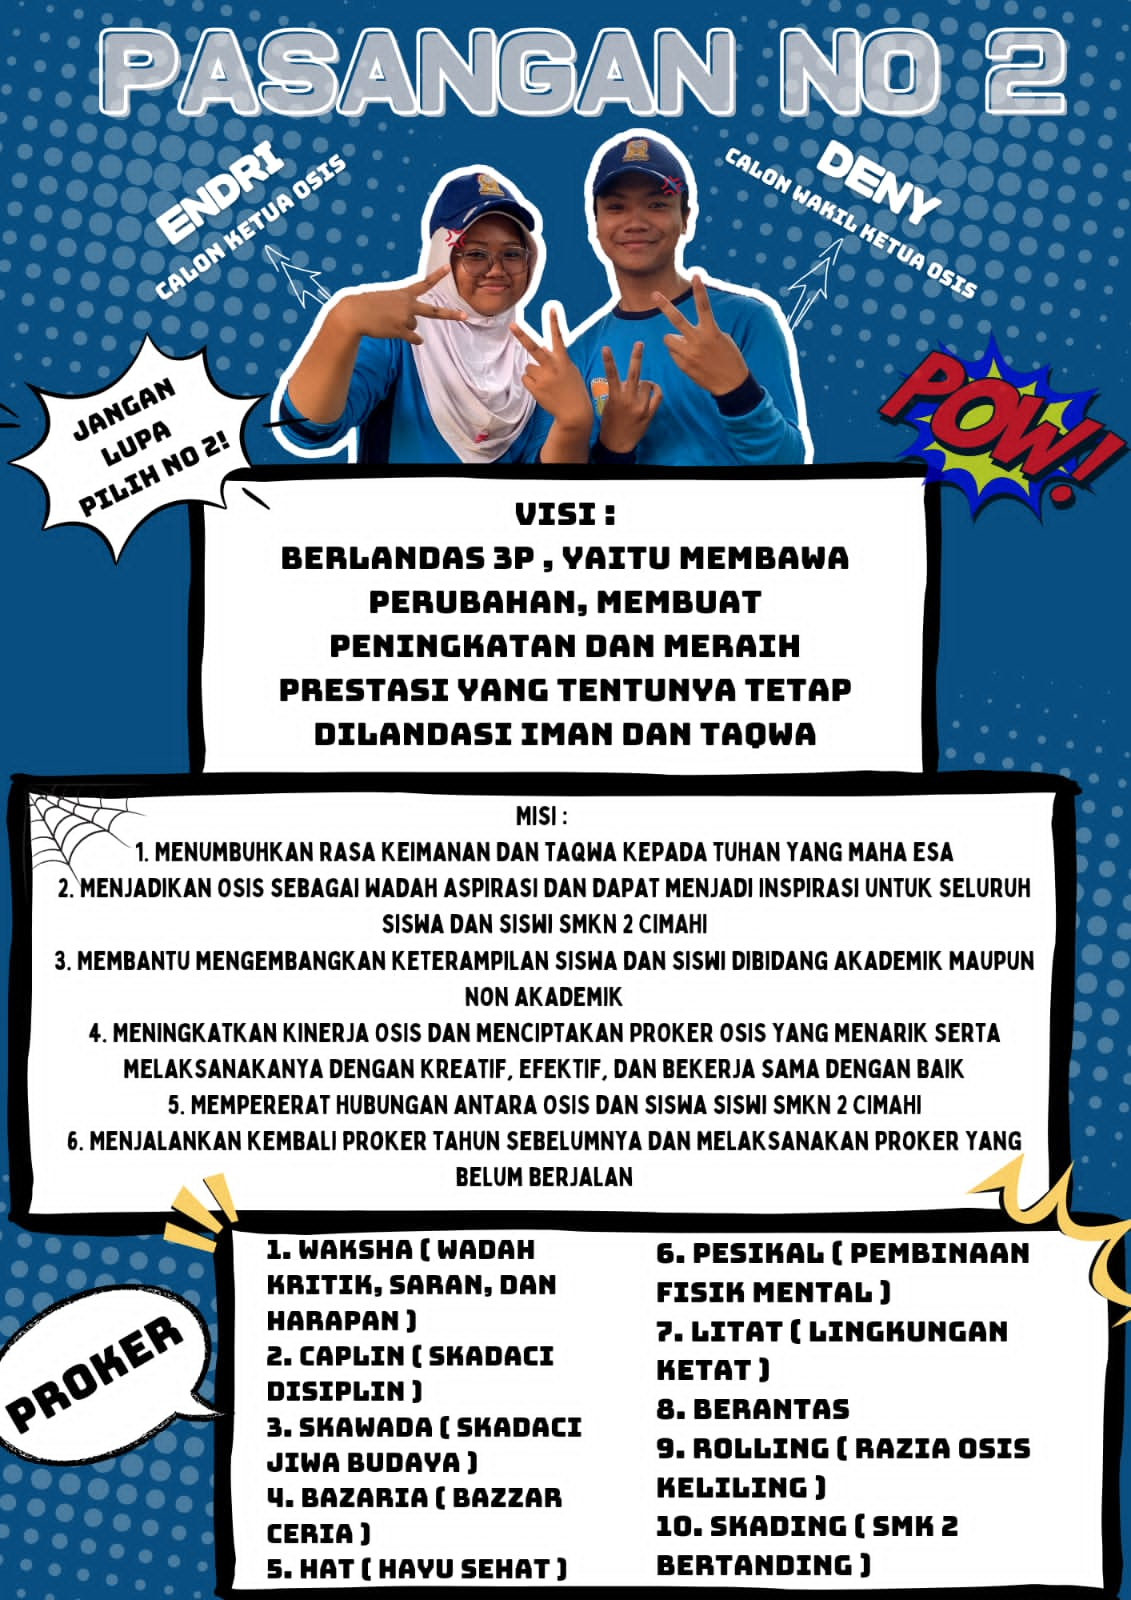 PASANGAN NO 2
ENDRI
CALON KETUA OSIS
DENY
CALON WAKIL KETUA OSIS
JANGAN
LUPA
PILIH NO 2!
POW!
VISI :
BERLANDAS 3P , YAITU MEMBAWA
PERUBAHAN, MEMBUAT
PENINGKATAN DAN MERAIH
PRESTASI YANG TENTUNYA TETAP
DILANDASI IMAN DAN TAQWA
MISI :
1. MENUMBUHKAN RASA KEIMANAN DAN TAQWA KEPADA TUHAN YANG MAHA ESA
2. MENJADIKAN OSIS SEBAGAI WADAH ASPIRASI DAN DAPAT MENJADI INSPIRASI UNTUK SELURUH
SISWA DAN SISWI SMKN 2 CIMAHI
3. MEMBANTU MENGEMBANGKAN KETERAMPILAN SISWA DAN SISWI DIBIDANG AKADEMIK MAUPUN
NON AKADEMIK
4. MENINGKATKAN KINERJA OSIS DAN MENCIPTAKAN PROKER OSIS YANG MENARIK SERTA
MELAKSANAKANYA DENGAN KREATIF, EFEKTIF, DAN BEKERJA SAMA DENGAN BAIK
5. MEMPERERAT HUBUNGAN ANTARA OSIS DAN SISWA SISWI SMKN 2 CIMAHI
6. MENJALANKAN KEMBALI PROKER TAHUN SEBELUMNYA DAN MELAKSANAKAN PROKER YANG
BELUM BERJALAN
PROKER
1. WAKSHA ( WADAH
KRITIK, SARAN, DAN
HARAPAN )
2. CAPLIN ( SKADACI
DISIPLIN )
3. SKAWADA ( SKADACI
JIWA BUDAYA )
4. BAZARIA ( BAZZAR
CERIA )
5. HAT ( HAYU SEHAT )
6. PESIKAL ( PEMBINAAN
FISIK MENTAL )
7. LITAT ( LINGKUNGAN
KETAT )
8. BERANTAS
9. ROLLING ( RAZIA OSIS
KELILING )
10. SKADING ( SMK 2
BERTANDING )